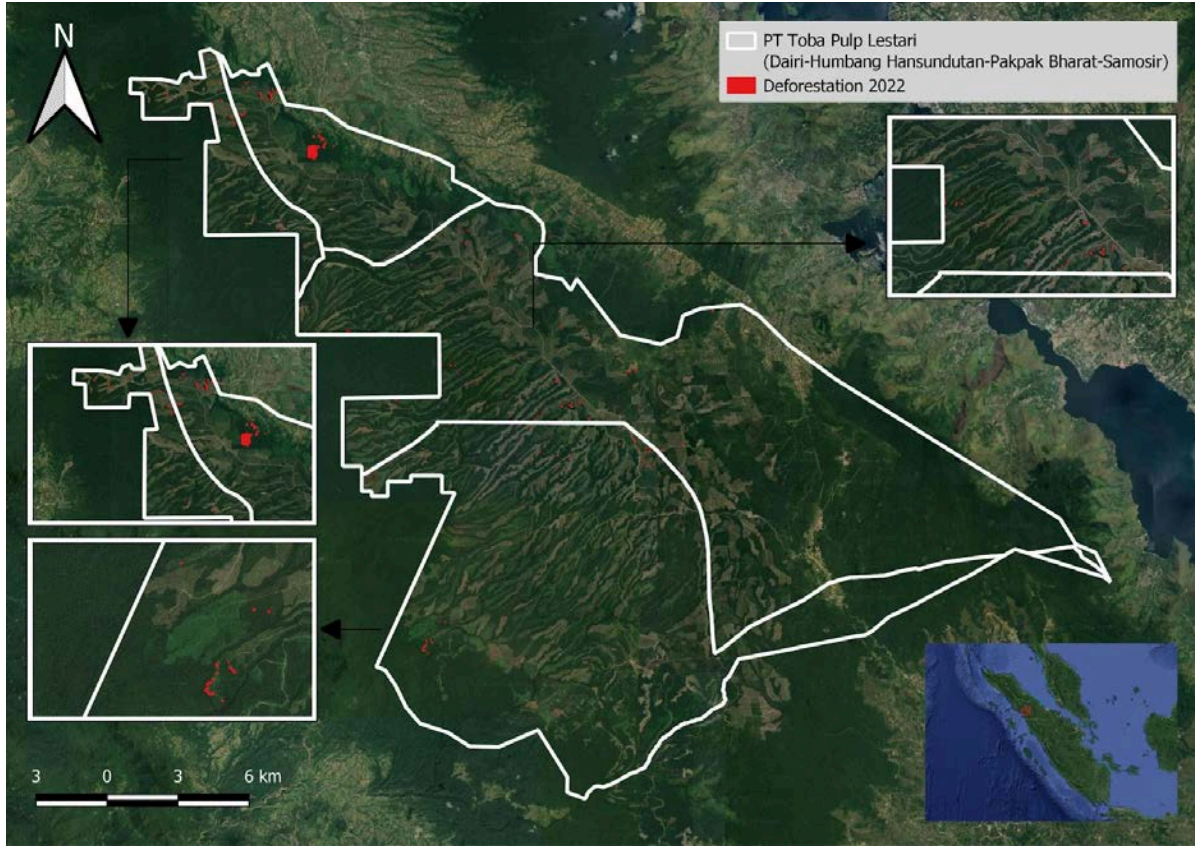 N
PT Toba Pulp Lestari
(Dairi-Humbang Hansundutan-Pakpak Bharat-Samosir)
Deforestation 2022
3 0 3 6 km